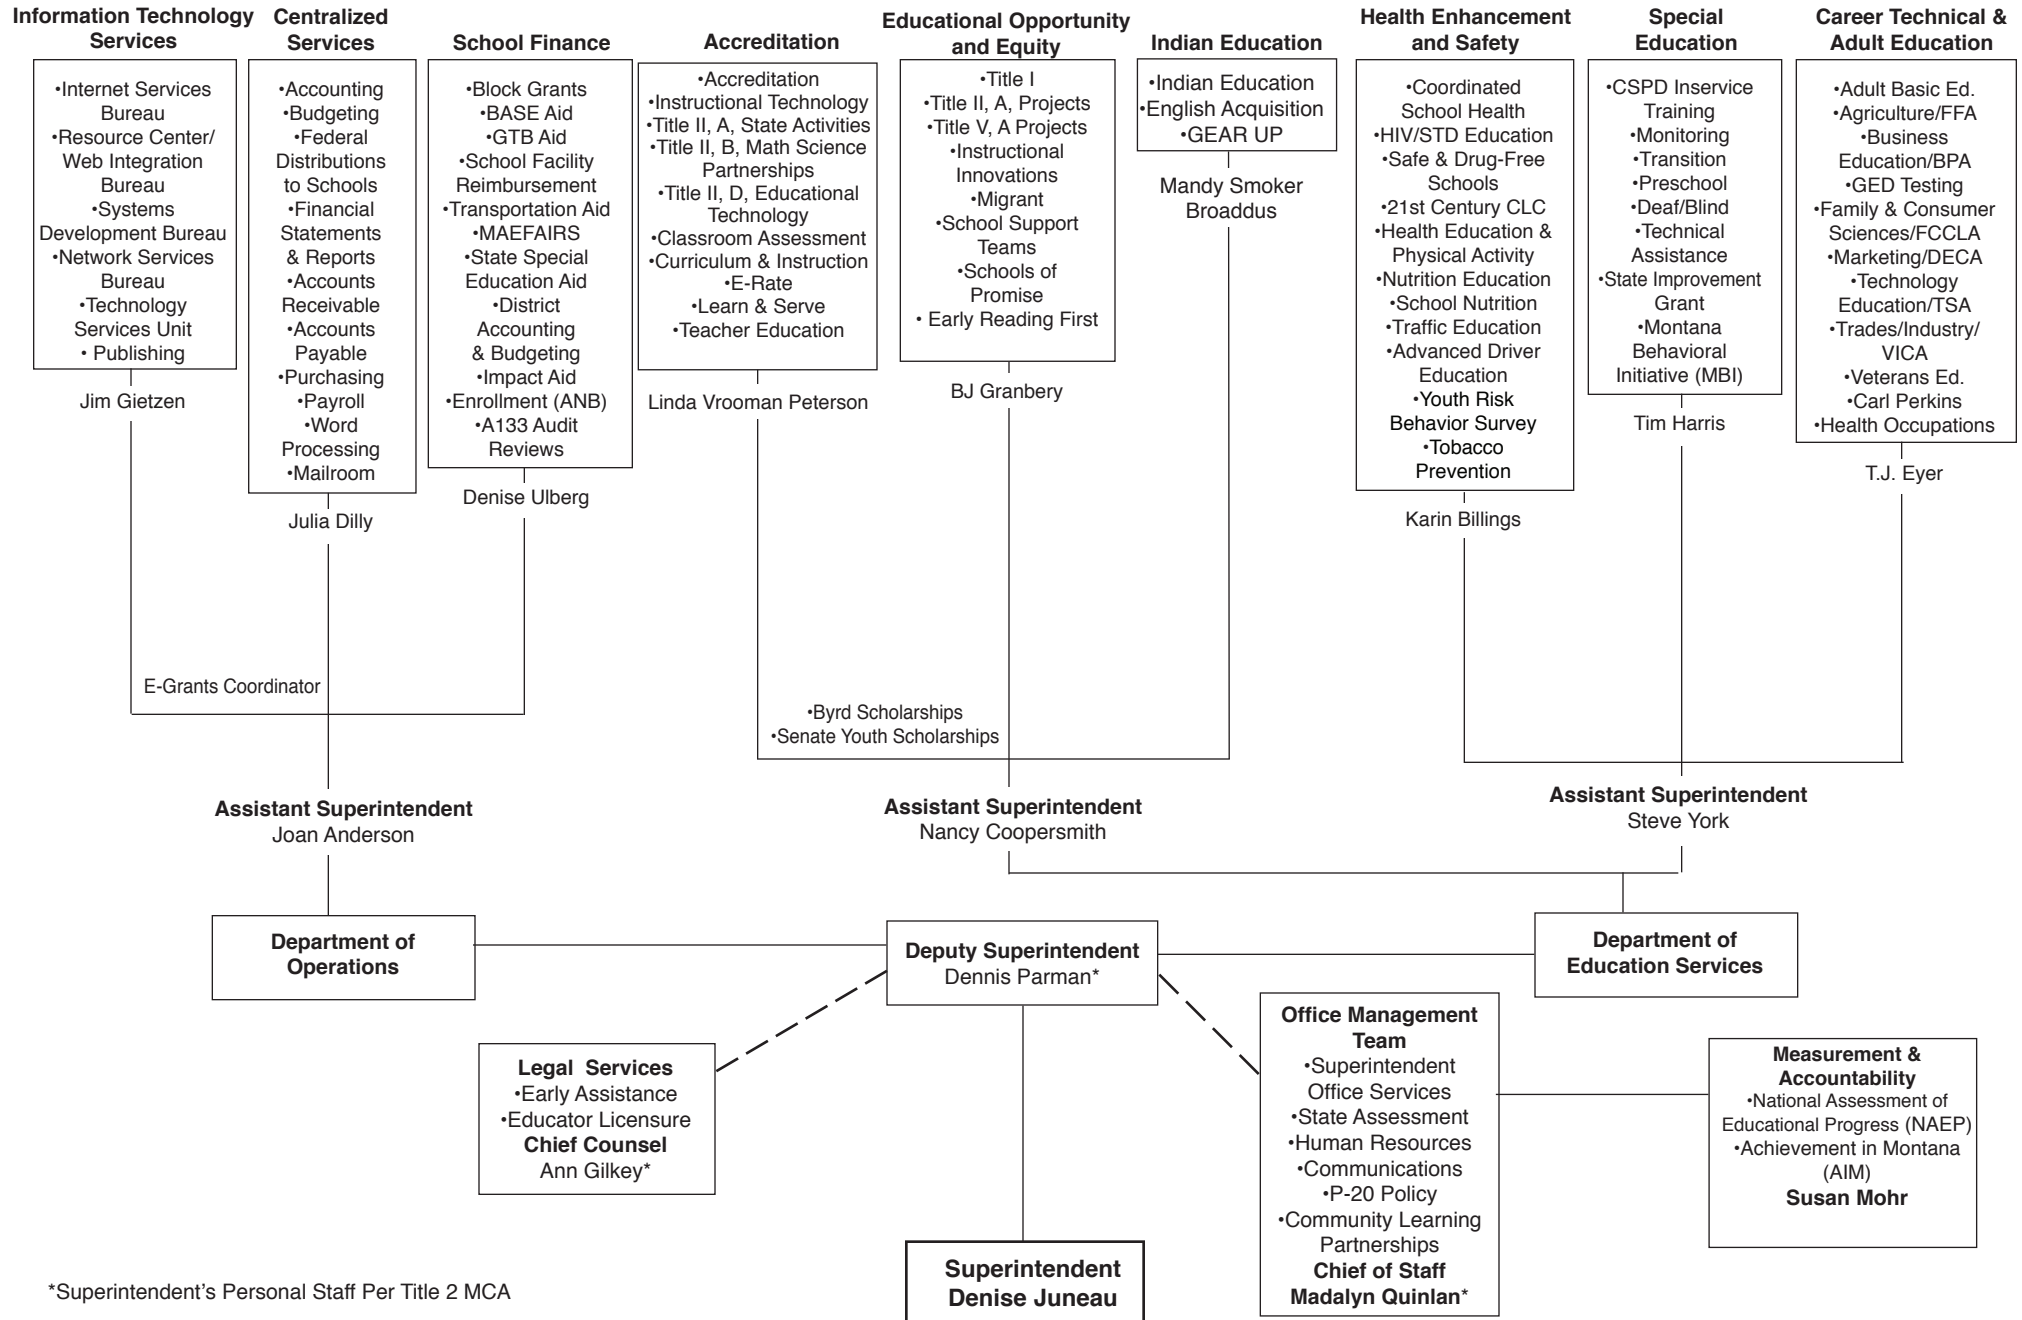 Information Technology
Services
•Internet Services
Bureau
•Resource Center/
Web Integration
Bureau
•Systems
Development Bureau
•Network Services
Bureau
•Technology
Services Unit
• Publishing
Jim Gietzen
Centralized
Services
•Accounting
•Budgeting
•Federal
Distributions
to Schools
•Financial
Statements
& Reports
•Accounts
Receivable
•Accounts
Payable
•Purchasing
•Payroll
•Word
Processing
•Mailroom
Julia Dilly
School Finance
•Block Grants
•BASE Aid
•GTB Aid
•School Facility
Reimbursement
•Transportation Aid
•MAEFAIRS
•State Special
Education Aid
•District
Accounting
& Budgeting
•Impact Aid
•Enrollment (ANB)
•A133 Audit
Reviews
Denise Ulberg
Accreditation
•Accreditation
•Instructional Technology
•Title II, A, State Activities
•Title II, B, Math Science
Partnerships
•Title II, D, Educational
Technology
•Classroom Assessment
•Curriculum & Instruction
•E-Rate
•Learn & Serve
•Teacher Education
Linda Vrooman Peterson
Educational Opportunity
and Equity
•Title I
•Title II, A, Projects
•Title V, A Projects
•Instructional
Innovations
•Migrant
•School Support
Teams
•Schools of
Promise
• Early Reading First
BJ Granbery
Indian Education
•Indian Education
•English Acquisition
•GEAR UP
Mandy Smoker
Broaddus
Health Enhancement
and Safety
•Coordinated
School Health
•HIV/STD Education
•Safe & Drug-Free
Schools
•21st Century CLC
•Health Education &
Physical Activity
•Nutrition Education
•School Nutrition
•Traffic Education
•Advanced Driver
Education
•Youth Risk
Behavior Survey
•Tobacco
Prevention
Karin Billings
Special
Education
•CSPD Inservice
Training
•Monitoring
•Transition
•Preschool
•Deaf/Blind
•Technical
Assistance
•State Improvement
Grant
•Montana
Behavioral
Initiative (MBI)
Tim Harris
Career Technical &
Adult Education
•Adult Basic Ed.
•Agriculture/FFA
•Business
Education/BPA
•GED Testing
•Family & Consumer
Sciences/FCCLA
•Marketing/DECA
•Technology
Education/TSA
•Trades/Industry/
VICA
•Veterans Ed.
•Carl Perkins
•Health Occupations
T.J. Eyer
E-Grants Coordinator
•Byrd Scholarships
•Senate Youth Scholarships
Assistant Superintendent
Joan Anderson
Assistant Superintendent
Nancy Coopersmith
Assistant Superintendent
Steve York
Department of
Operations
Deputy Superintendent
Dennis Parman*
Department of
Education Services
Legal Services
•Early Assistance
•Educator Licensure
Chief Counsel
Ann Gilkey*
Office Management
Team
•Superintendent
Office Services
•State Assessment
•Human Resources
•Communications
•P-20 Policy
•Community Learning
Partnerships
Chief of Staff
Madalyn Quinlan*
Measurement &
Accountability
•National Assessment of
Educational Progress (NAEP)
•Achievement in Montana
(AIM)
Susan Mohr
Superintendent
Denise Juneau
*Superintendent's Personal Staff Per Title 2 MCA